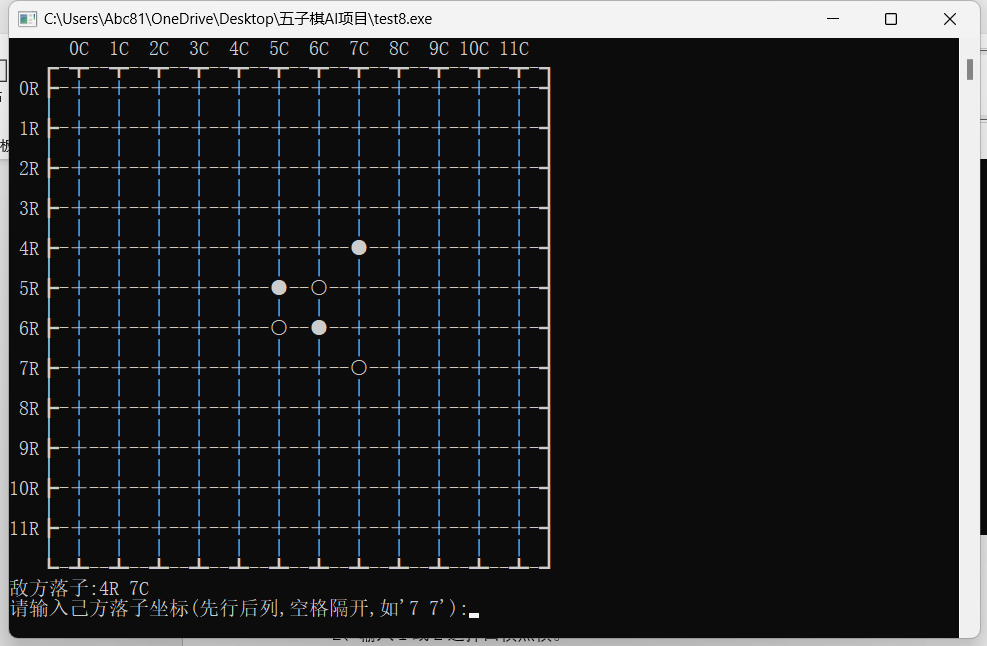 C:\Users\Abc81\OneDrive\Desktop\五子棋AI项目\test8.exe
0C 1C 2C 3C 4C 5C 6C 7C 8C 9C 10C 11C
0R
1R
2R
3R
4R
5R
6R
7R
8R
9R
10R
11R
敌方落子:4R 7C
请输入己方落子坐标(先行后列,空格隔开,如'7 7'):